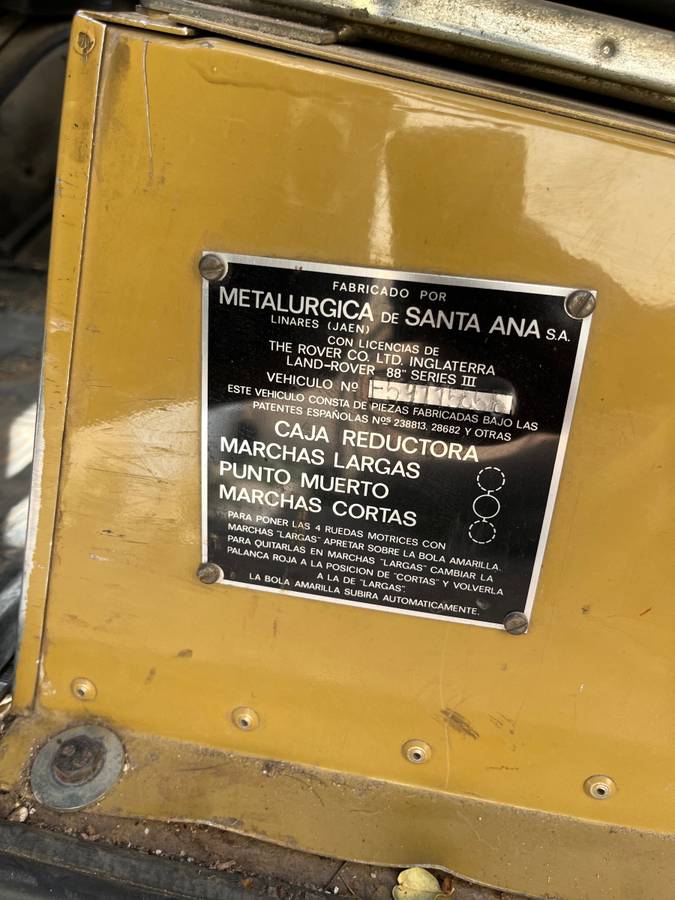 FABRICADO POR
METALURGICA DE SANTA ANA S.A.
LINARES (JAEN)
CON LICENCIAS DE
THE ROVER CO. LTD. INGLATERRA
LAND-ROVER 88" SERIES III
VEHICULO Nº
ESTE VEHICULO CONSTA DE PIEZAS FABRICADAS BAJO LAS
PATENTES ESPAÑOLAS Nos 238813, 28682 Y OTRAS
CAJA REDUCTORA
MARCHAS LARGAS
PUNTO MUERTO
MARCHAS CORTAS
PARA PONER LAS 4 RUEDAS MOTRICES CON
MARCHAS "LARGAS" APRETAR SOBRE LA BOLA AMARILLA.
PARA QUITARLAS EN MARCHAS "LARGAS" CAMBIAR LA
PALANCA ROJA A LA POSICION DE "CORTAS" Y VOLVERLA
A LA DE "LARGAS".
LA BOLA AMARILLA SUBIRA AUTOMATICAMENTE.